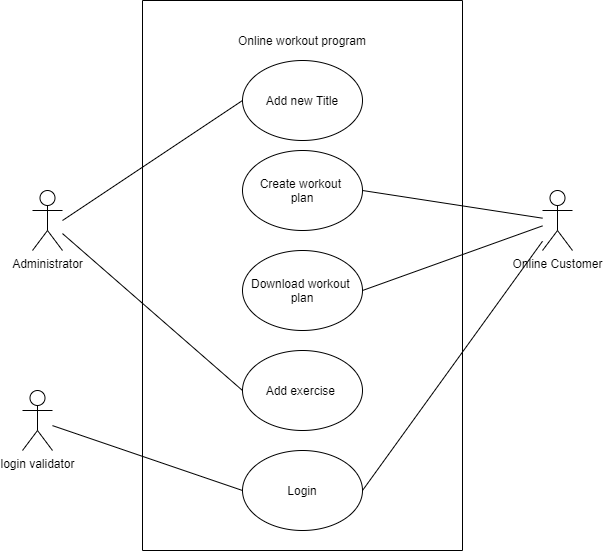 Online workout program
Add new Title
Create workout
plan
Administrator
Online Customer
Download workout
plan
Add exercise
login validator
Login